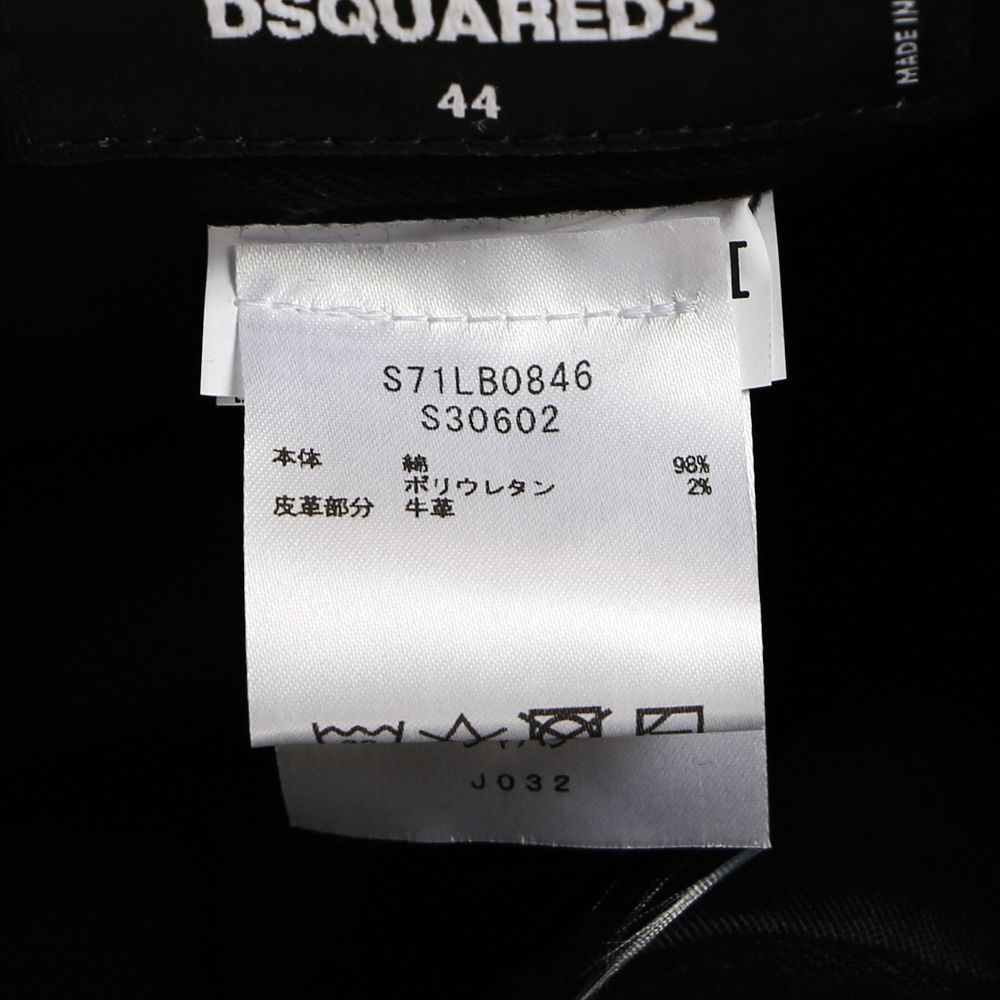 DSQUARED2
44
MADE IN
S71LB0846
S30602
本体 綿 98%
ポリウレタン 2%
皮革部分 牛革
J032